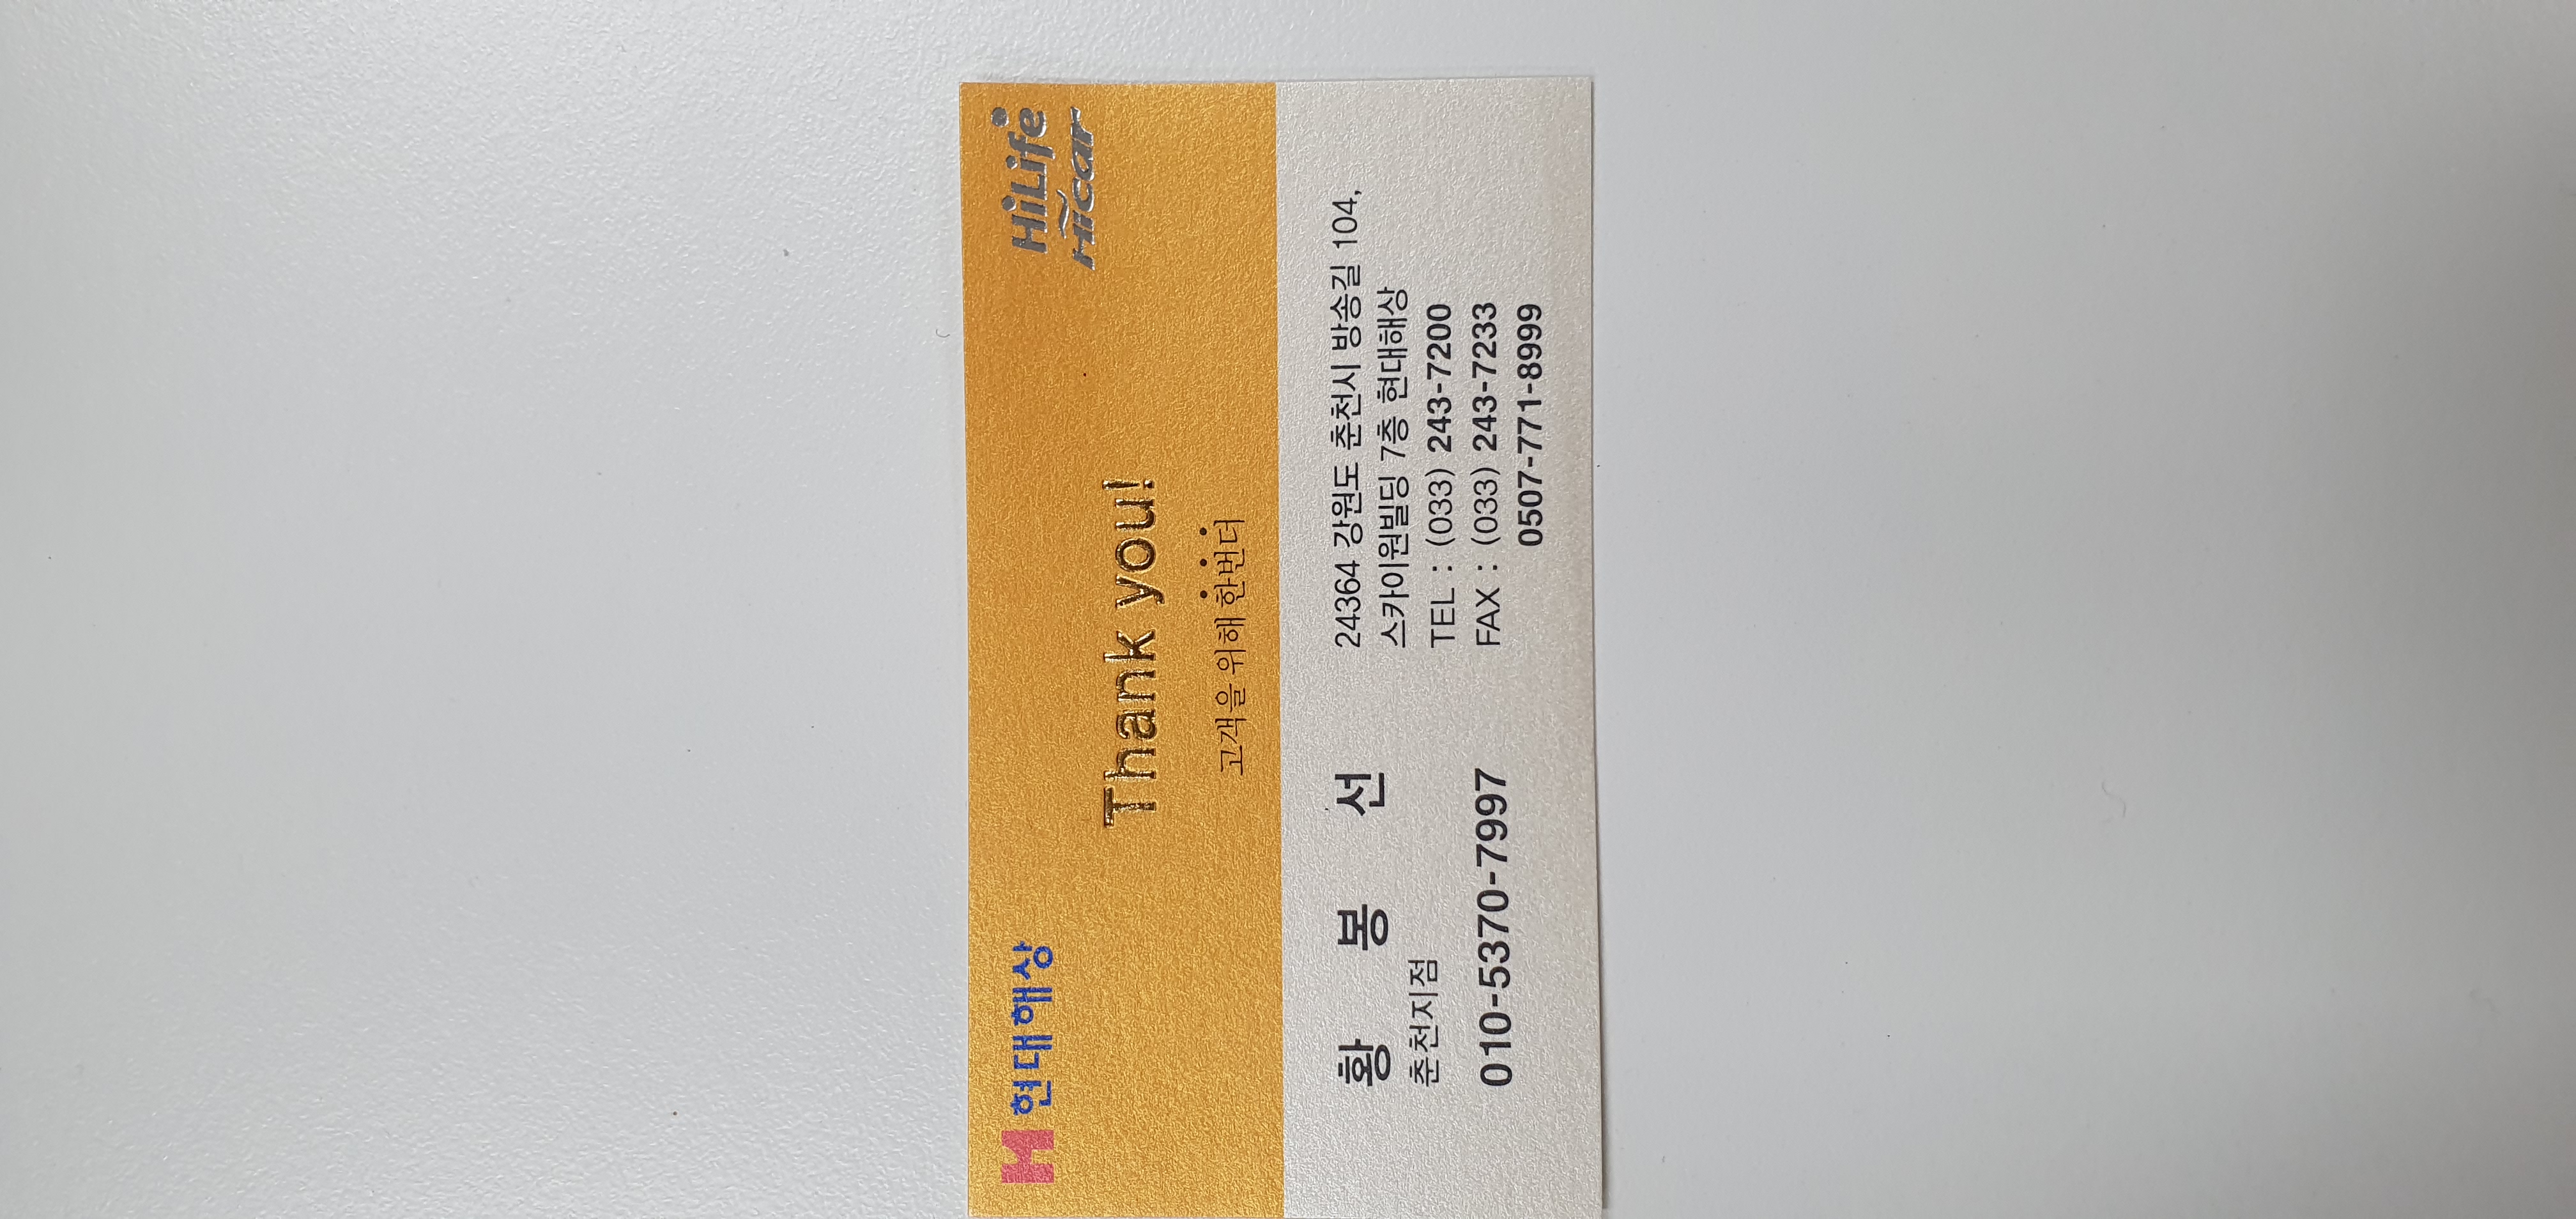 현대해상
HiLife
Hicar
Thank you!
고객을 위해 한번더
황 봉 선
춘천지점
010-5370-7997
24364 강원도 춘천시 방송길 104,
스카이원빌딩 7층 현대해상
TEL : (033) 243-7200
FAX : (033) 243-7233
0507-771-8999